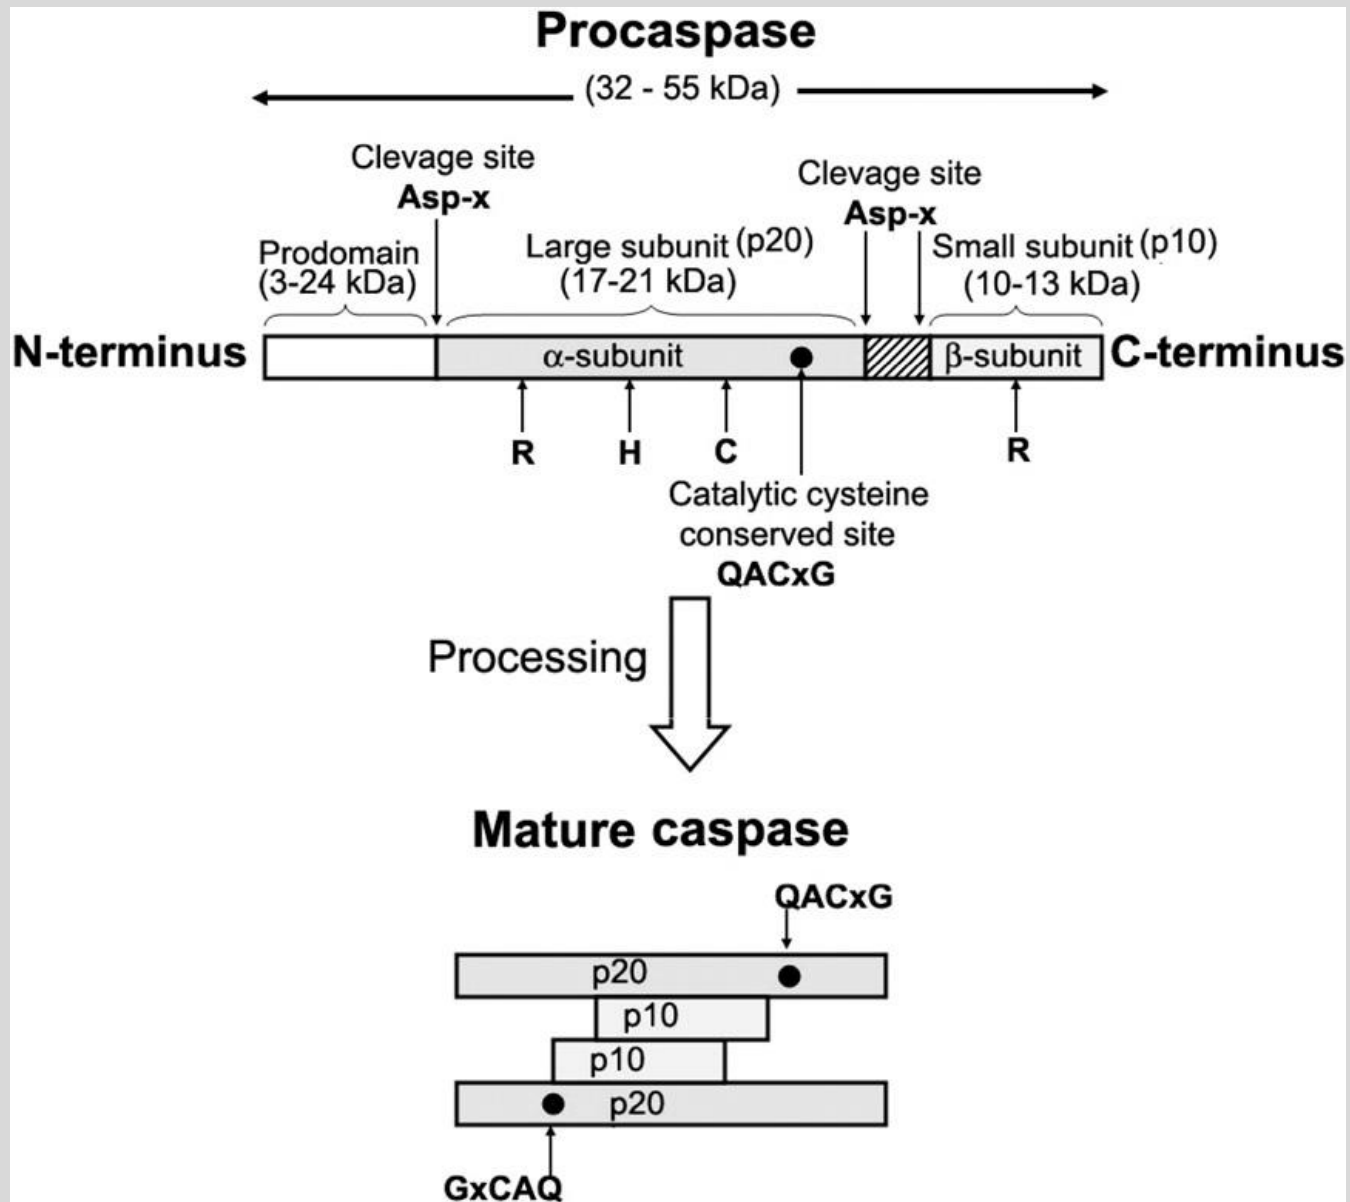 Procaspase
(32 - 55 kDa)
Clevage site
Asp-x
Clevage site
Asp-x
Prodomain
(3-24 kDa)
Large subunit (p20)
(17-21 kDa)
Small subunit (p10)
(10-13 kDa)
N-terminus
α-subunit
β-subunit
C-terminus
R
H
C
R
Catalytic cysteine
conserved site
QACxG
Processing
Mature caspase
QACxG
p20
p10
p10
p20
GxCAQ